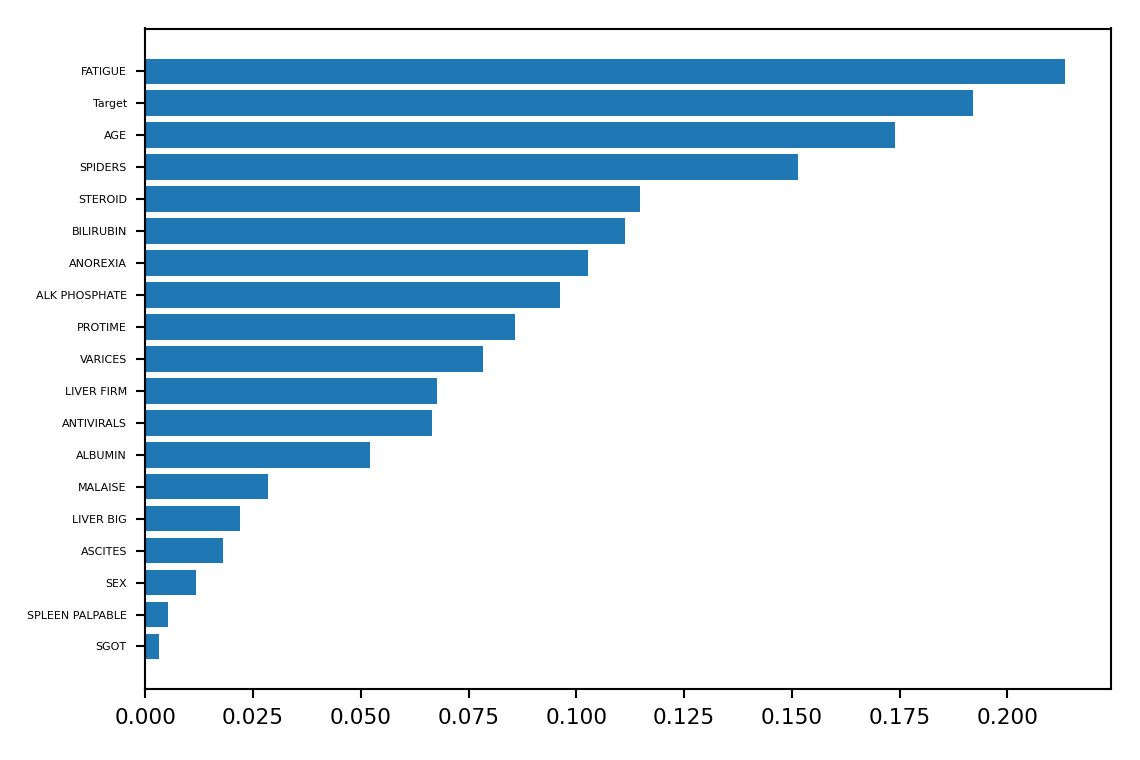 FATIGUE
Target
AGE
SPIDERS
STEROID
BILIRUBIN
ANOREXIA
ALK PHOSPHATE
PROTIME
VARICES
LIVER FIRM
ANTIVIRALS
ALBUMIN
MALAISE
LIVER BIG
ASCITES
SEX
SPLEEN PALPABLE
SGOT
0.000 0.025 0.050 0.075 0.100 0.125 0.150 0.175 0.200